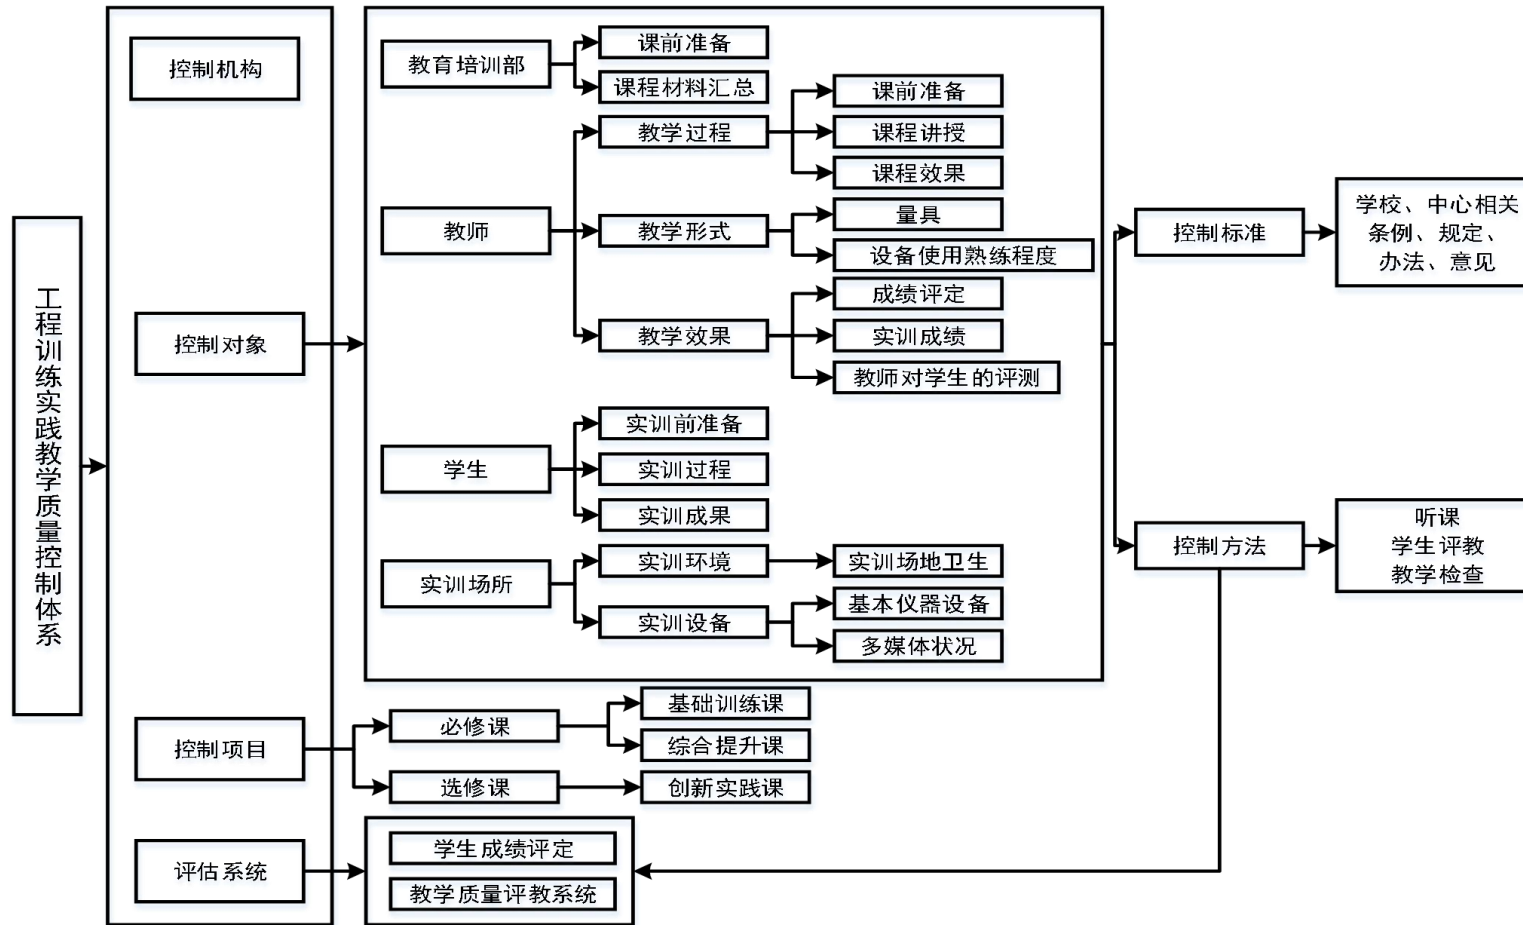 工程训练实践教学质量控制体系
控制机构
控制对象
控制项目
评估系统
教育培训部
课前准备
课程材料汇总
教师
教学过程
课前准备
课程讲授
课程效果
教学形式
量具
设备使用熟练程度
教学效果
成绩评定
实训成绩
教师对学生的评测
学生
实训前准备
实训过程
实训成果
实训场所
实训环境
实训场地卫生
实训设备
基本仪器设备
多媒体状况
控制标准
学校、中心相关
条例、规定、
办法、意见
控制方法
听课
学生评教
教学检查
必修课
基础训练课
综合提升课
选修课
创新实践课
学生成绩评定
教学质量评教系统